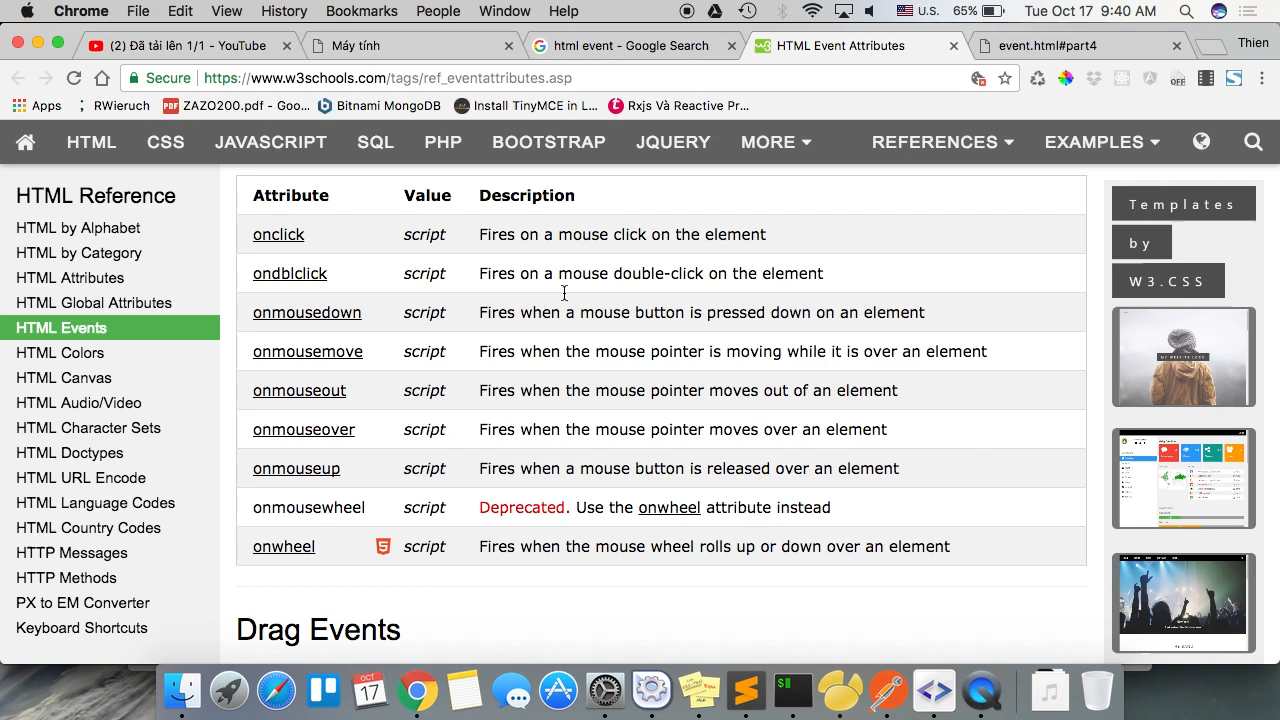 Chrome File Edit View History Bookmarks People Window Help U.S. 65% Tue Oct 17 9:40 AM
(2) Đã tải lên 1/1 - YouTube Máy tính html event - Google Search HTML Event Attributes event.html#part4 Thien
Secure https://www.w3schools.com/tags/ref_eventattributes.asp OFF
Apps RWieruch ZAZO200.pdf - Goo... Bitnami MongoDB Install TinyMCE in L... Rxjs Và Reactive Pr...
HTML CSS JAVASCRIPT SQL PHP BOOTSTRAP JQUERY MORE REFERENCES EXAMPLES
HTML Reference
HTML by Alphabet
HTML by Category
HTML Attributes
HTML Global Attributes
HTML Events
HTML Colors
HTML Canvas
HTML Audio/Video
HTML Character Sets
HTML Doctypes
HTML URL Encode
HTML Language Codes
HTML Country Codes
HTTP Messages
HTTP Methods
PX to EM Converter
Keyboard Shortcuts
Attribute Value Description
onclick script Fires on a mouse click on the element
ondblclick script Fires on a mouse double-click on the element
onmousedown script Fires when a mouse button is pressed down on an element
onmousemove script Fires when the mouse pointer is moving while it is over an element
onmouseout script Fires when the mouse pointer moves out of an element
onmouseover script Fires when the mouse pointer moves over an element
onmouseup script Fires when a mouse button is released over an element
onmousewheel script Deprecated. Use the onwheel attribute instead
onwheel 5 script Fires when the mouse wheel rolls up or down over an element
Drag Events
Templates
by
W3.CSS
MY WEBSITE LOGO
THE BAND
OCT
17